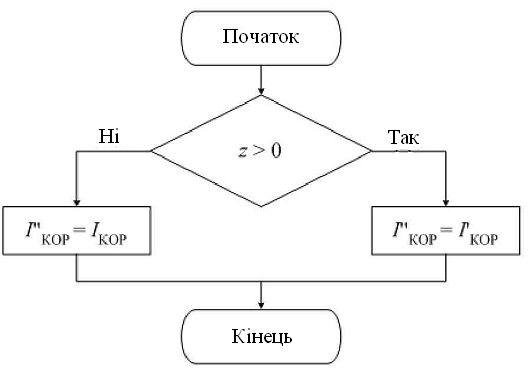 Початок
Ні
z > 0
Так
I''КОР = IКОР
I''КОР = I'КОР
Кінець